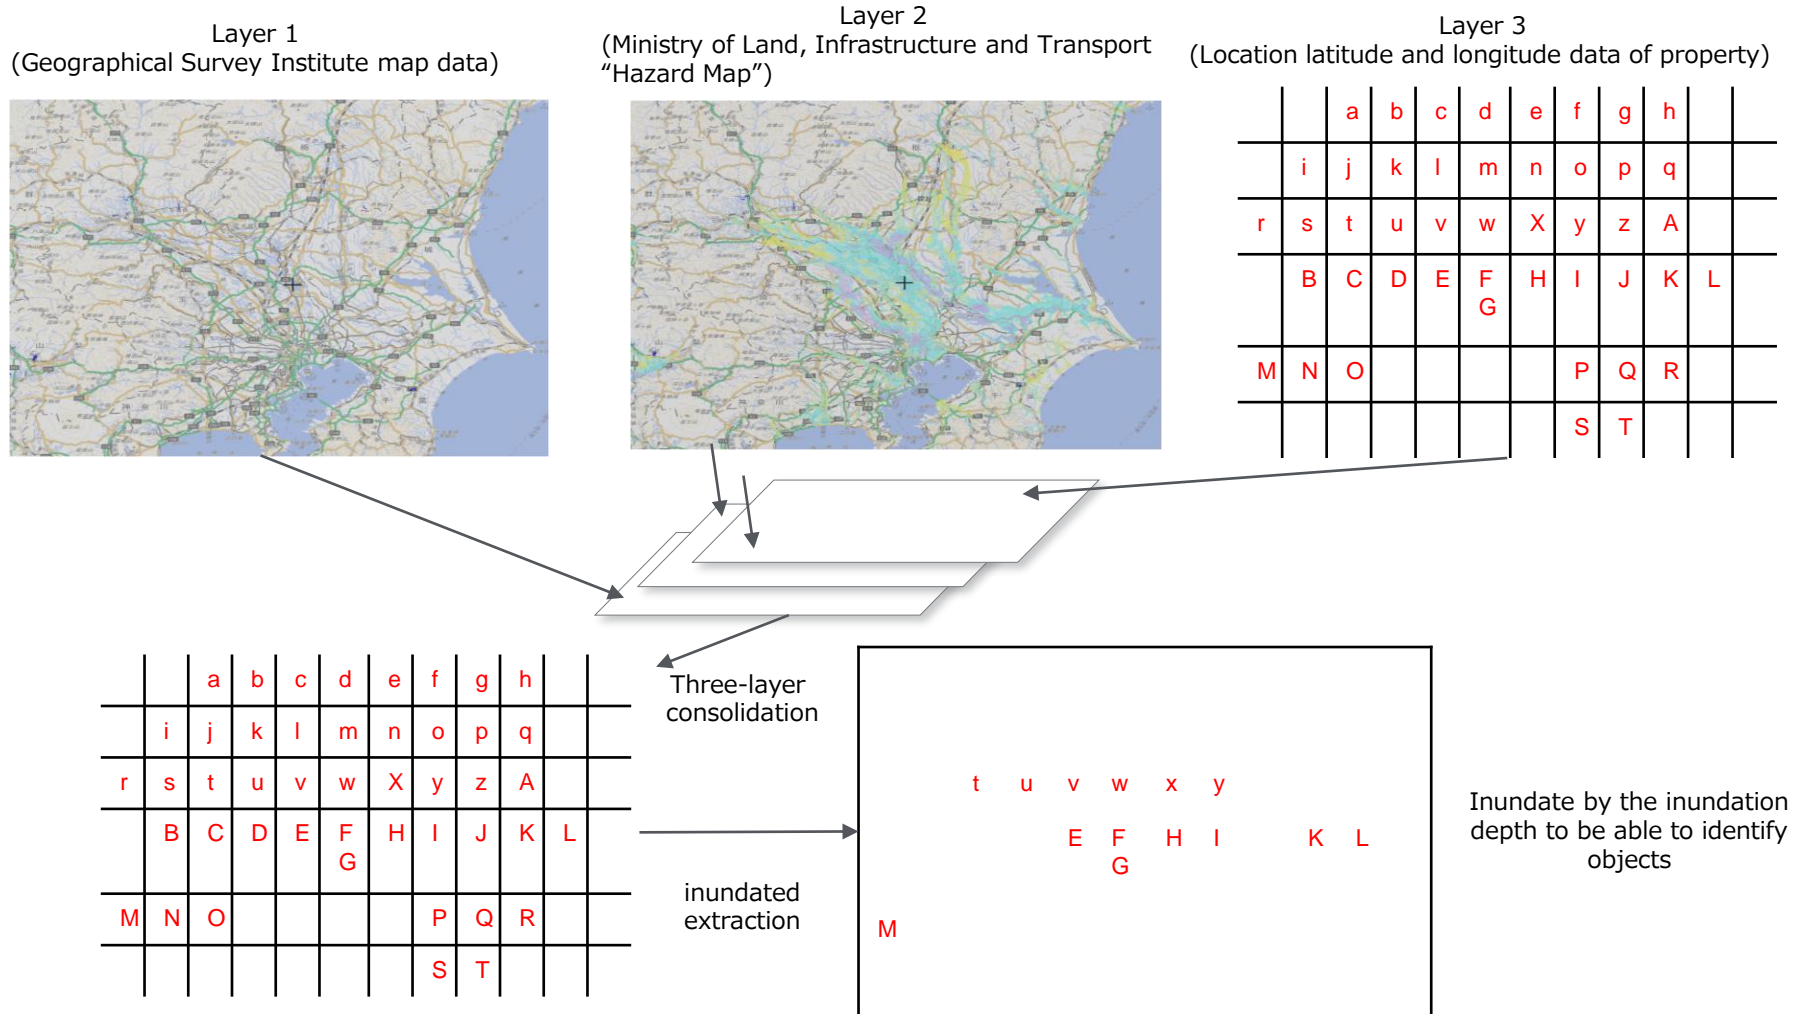 Layer 1
(Geographical Survey Institute map data)
Layer 2
(Ministry of Land, Infrastructure and Transport
“Hazard Map”)
Layer 3
(Location latitude and longitude data of property)
a b c d e f g h
i j k l m n o p q
r s t u v w X y z A
B C D E F H I J K L
G
M N O P Q R
S T
a b c d e f g h
i j k l m n o p q
r s t u v w X y z A
B C D E F H I J K L
G
M N O P Q R
S T
Three-layer
consolidation
inundated
extraction
t u v w x y
E F H I K L
G
M
Inundate by the inundation
depth to be able to identify
objects